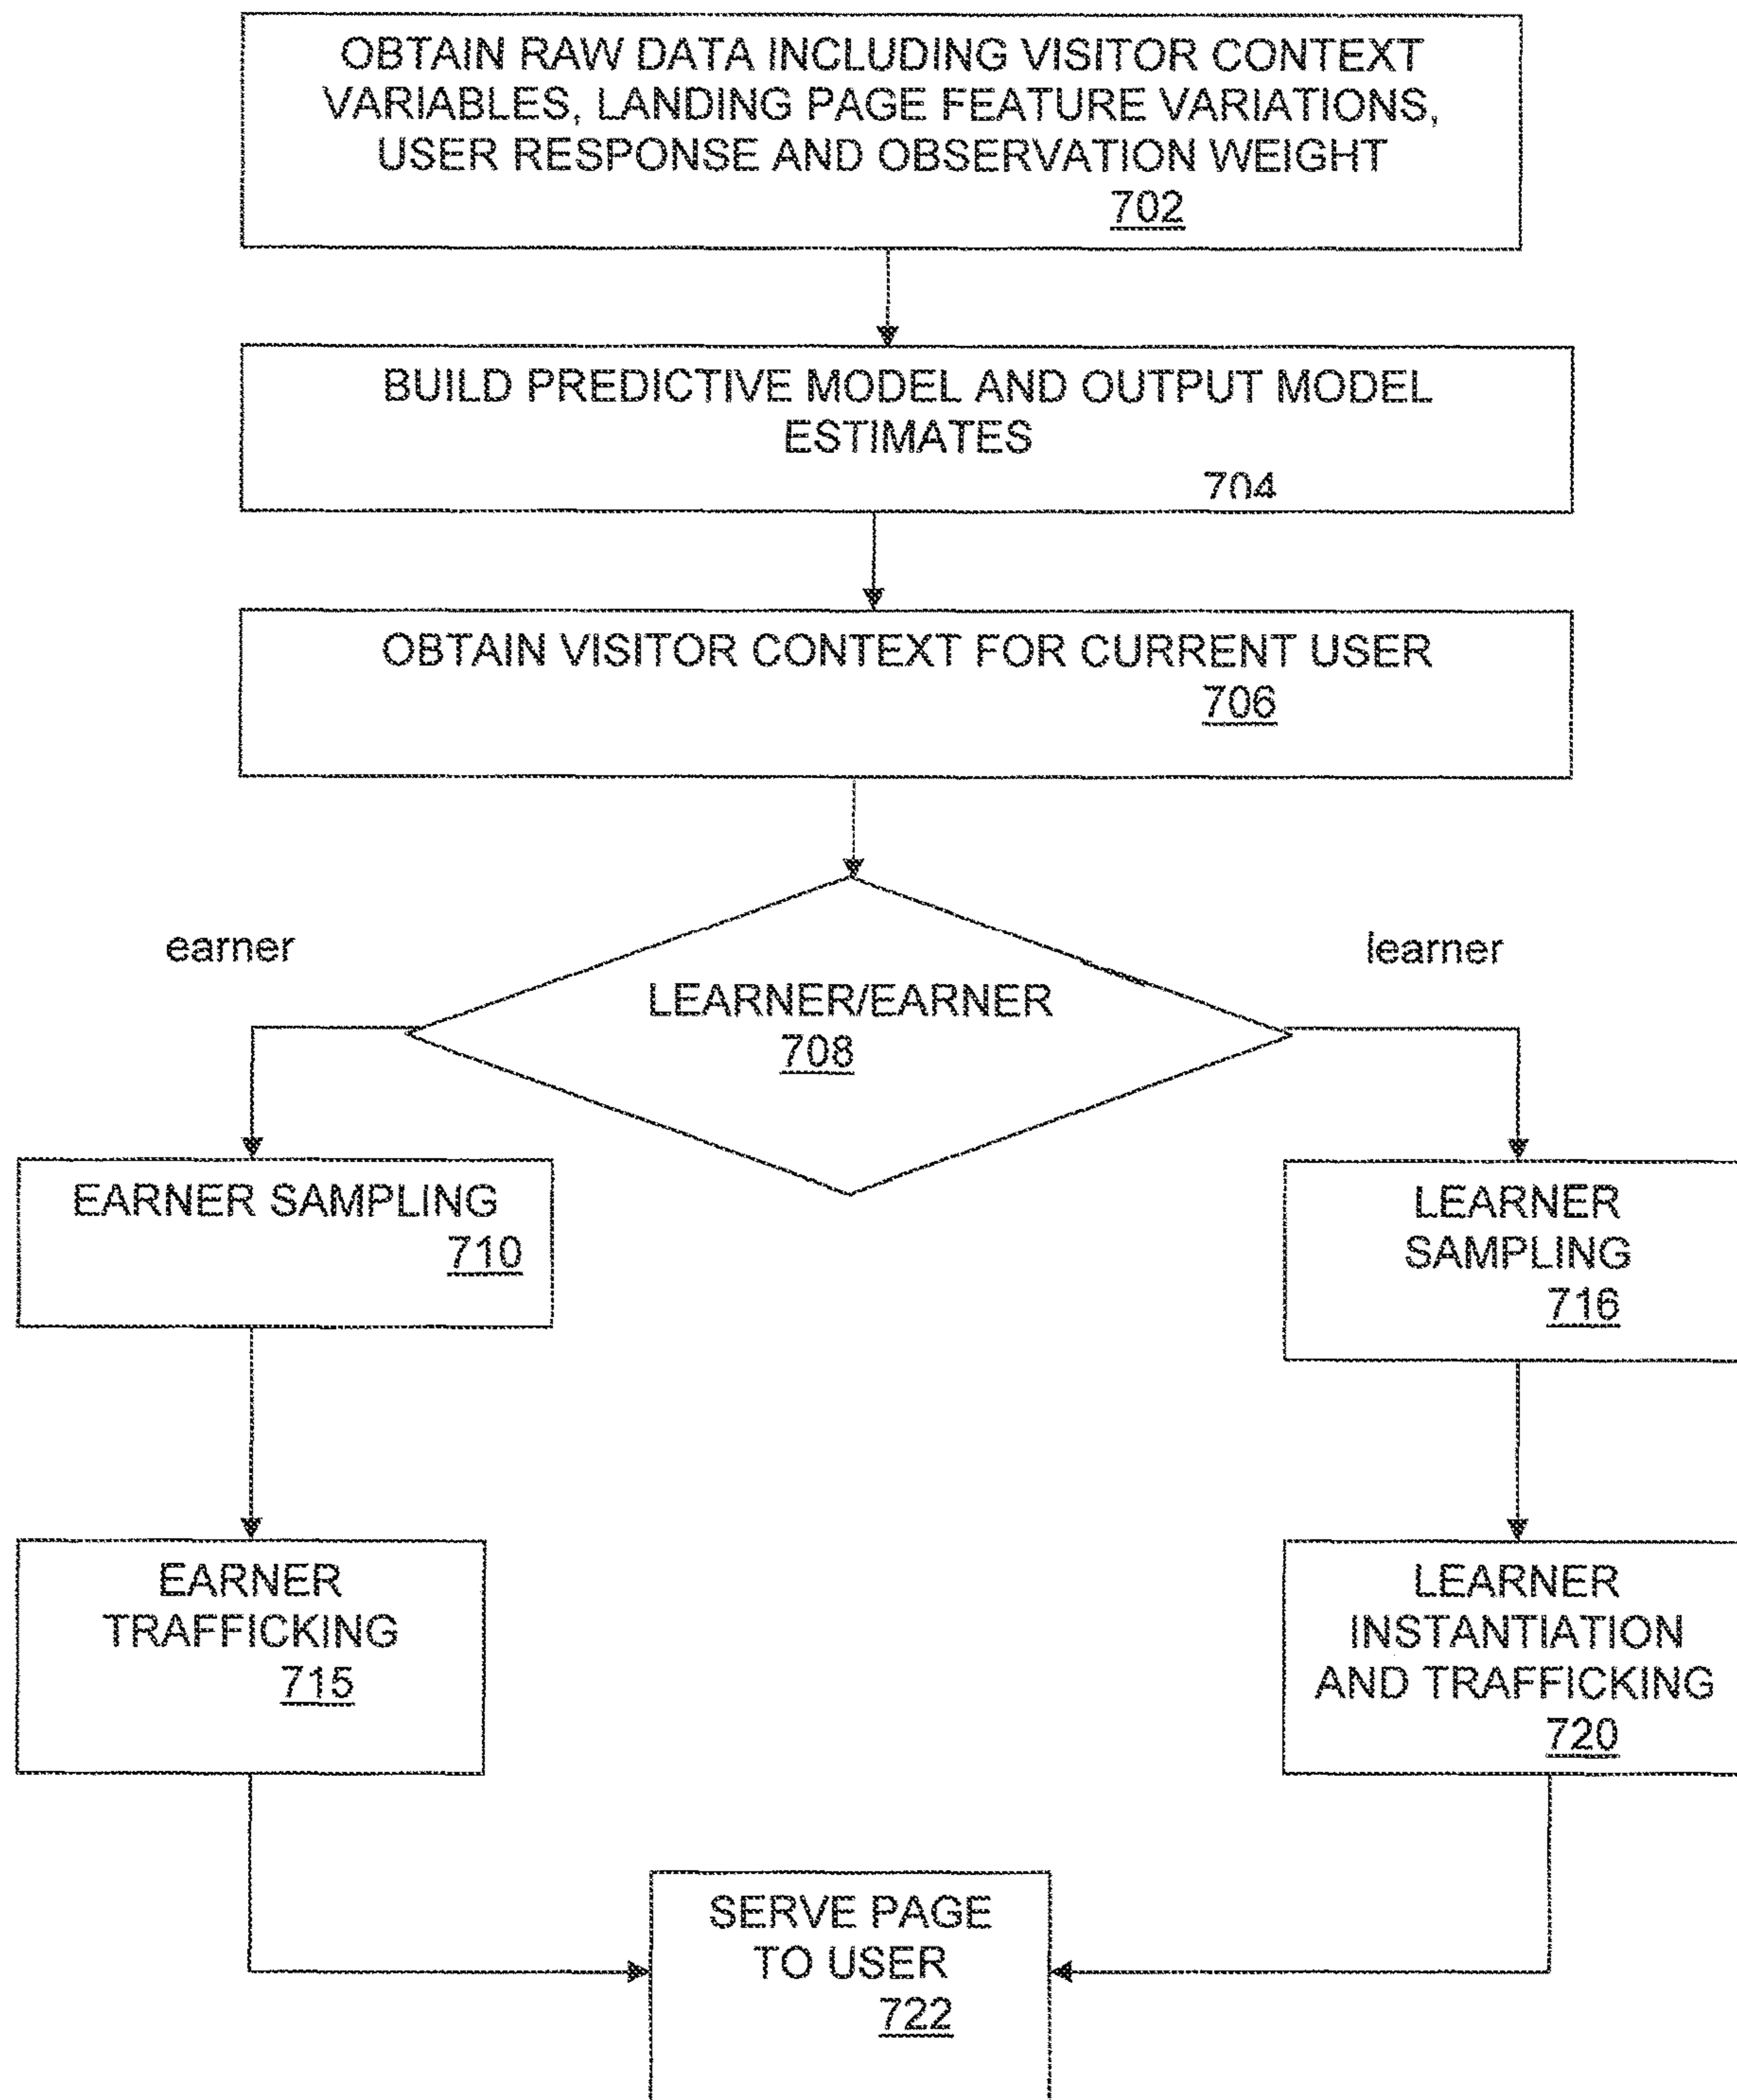 OBTAIN RAW DATA INCLUDING VISITOR CONTEXT
VARIABLES, LANDING PAGE FEATURE VARIATIONS,
USER RESPONSE AND OBSERVATION WEIGHT
702
BUILD PREDICTIVE MODEL AND OUTPUT MODEL
ESTIMATES
704
OBTAIN VISITOR CONTEXT FOR CURRENT USER
706
earner
learner
LEARNER/EARNER
708
EARNER SAMPLING
710
LEARNER
SAMPLING
716
EARNER
TRAFFICKING
715
LEARNER
INSTANTIATION
AND TRAFFICKING
720
SERVE PAGE
TO USER
722